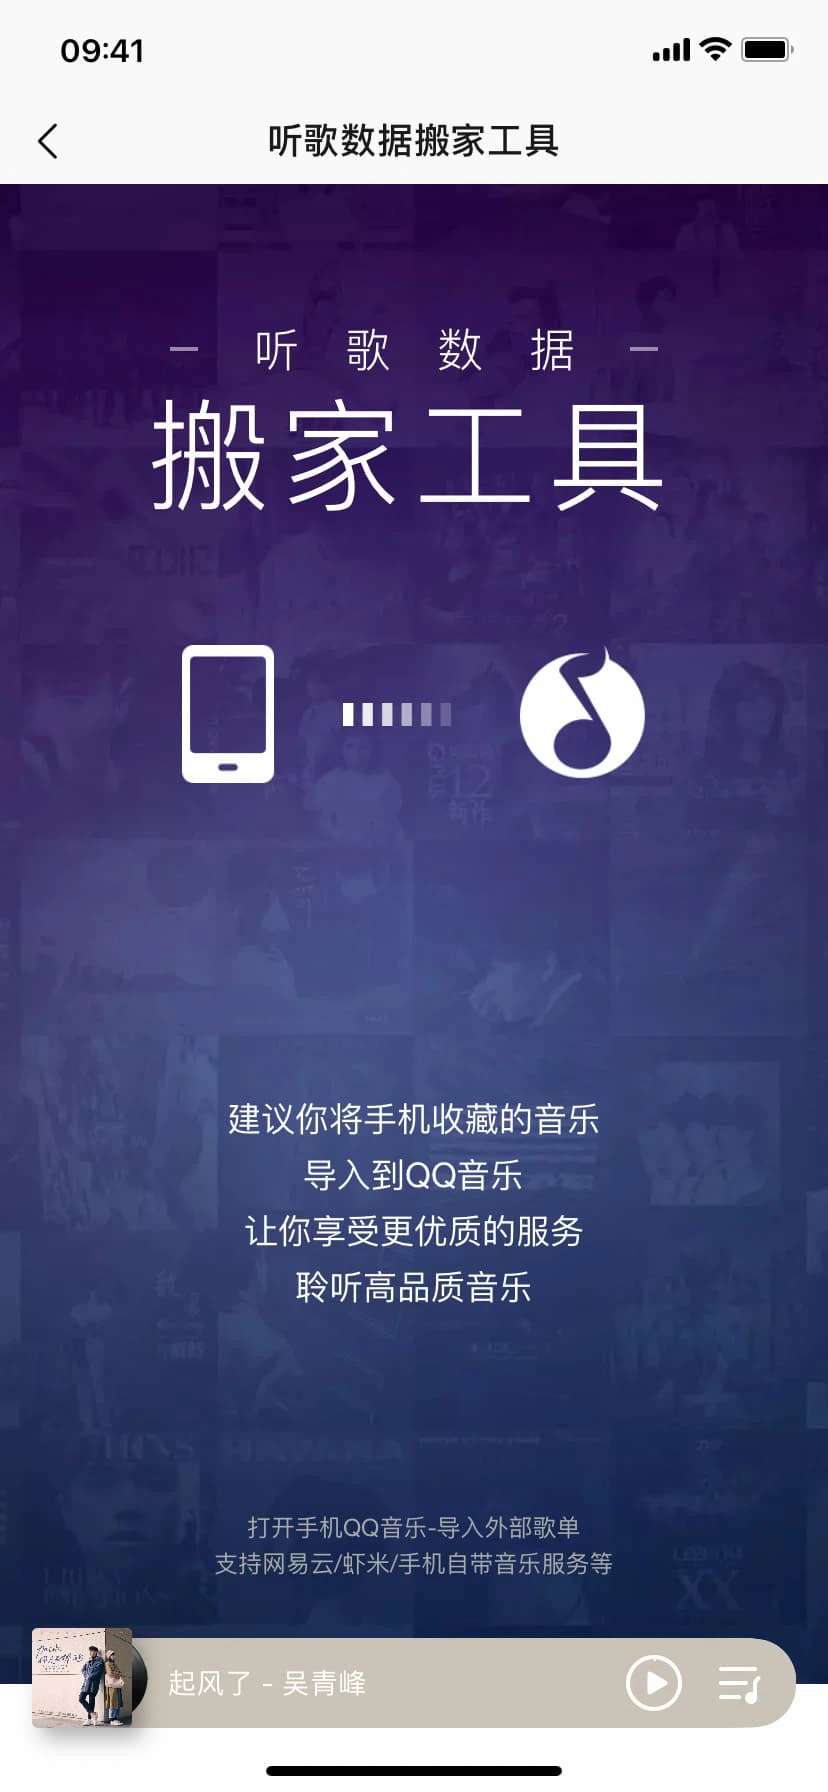 09:41
听歌数据搬家工具
听歌数据
搬家工具
建议你将手机收藏的音乐
导入到QQ音乐
让你享受更优质的服务
聆听高品质音乐
打开手机QQ音乐-导入外部歌单
支持网易云/虾米/手机自带音乐服务等
起风了 - 吴青峰